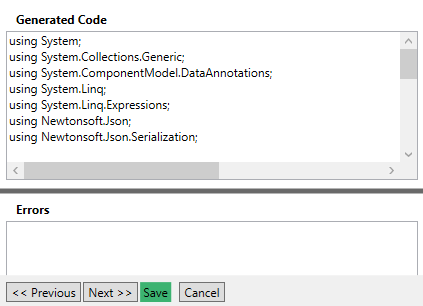 Generated Code
using System;
using System.Collections.Generic;
using System.ComponentModel.DataAnnotations;
using System.Linq;
using System.Linq.Expressions;
using Newtonsoft.Json;
using Newtonsoft.Json.Serialization;
Errors
<< Previous Next >> Save Cancel